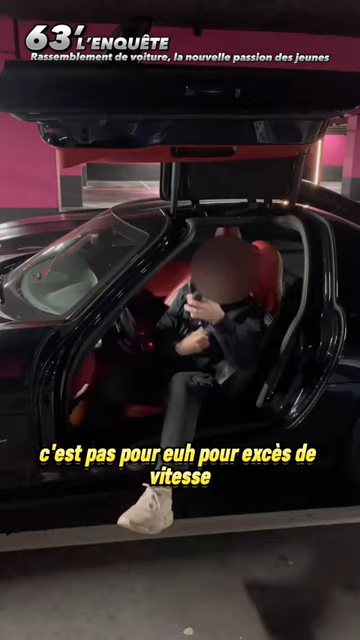 63' L'ENQUÊTE
Rassemblement de voiture, la nouvelle passion des jeunes
c'est pas pour euh pour excès de
vitesse